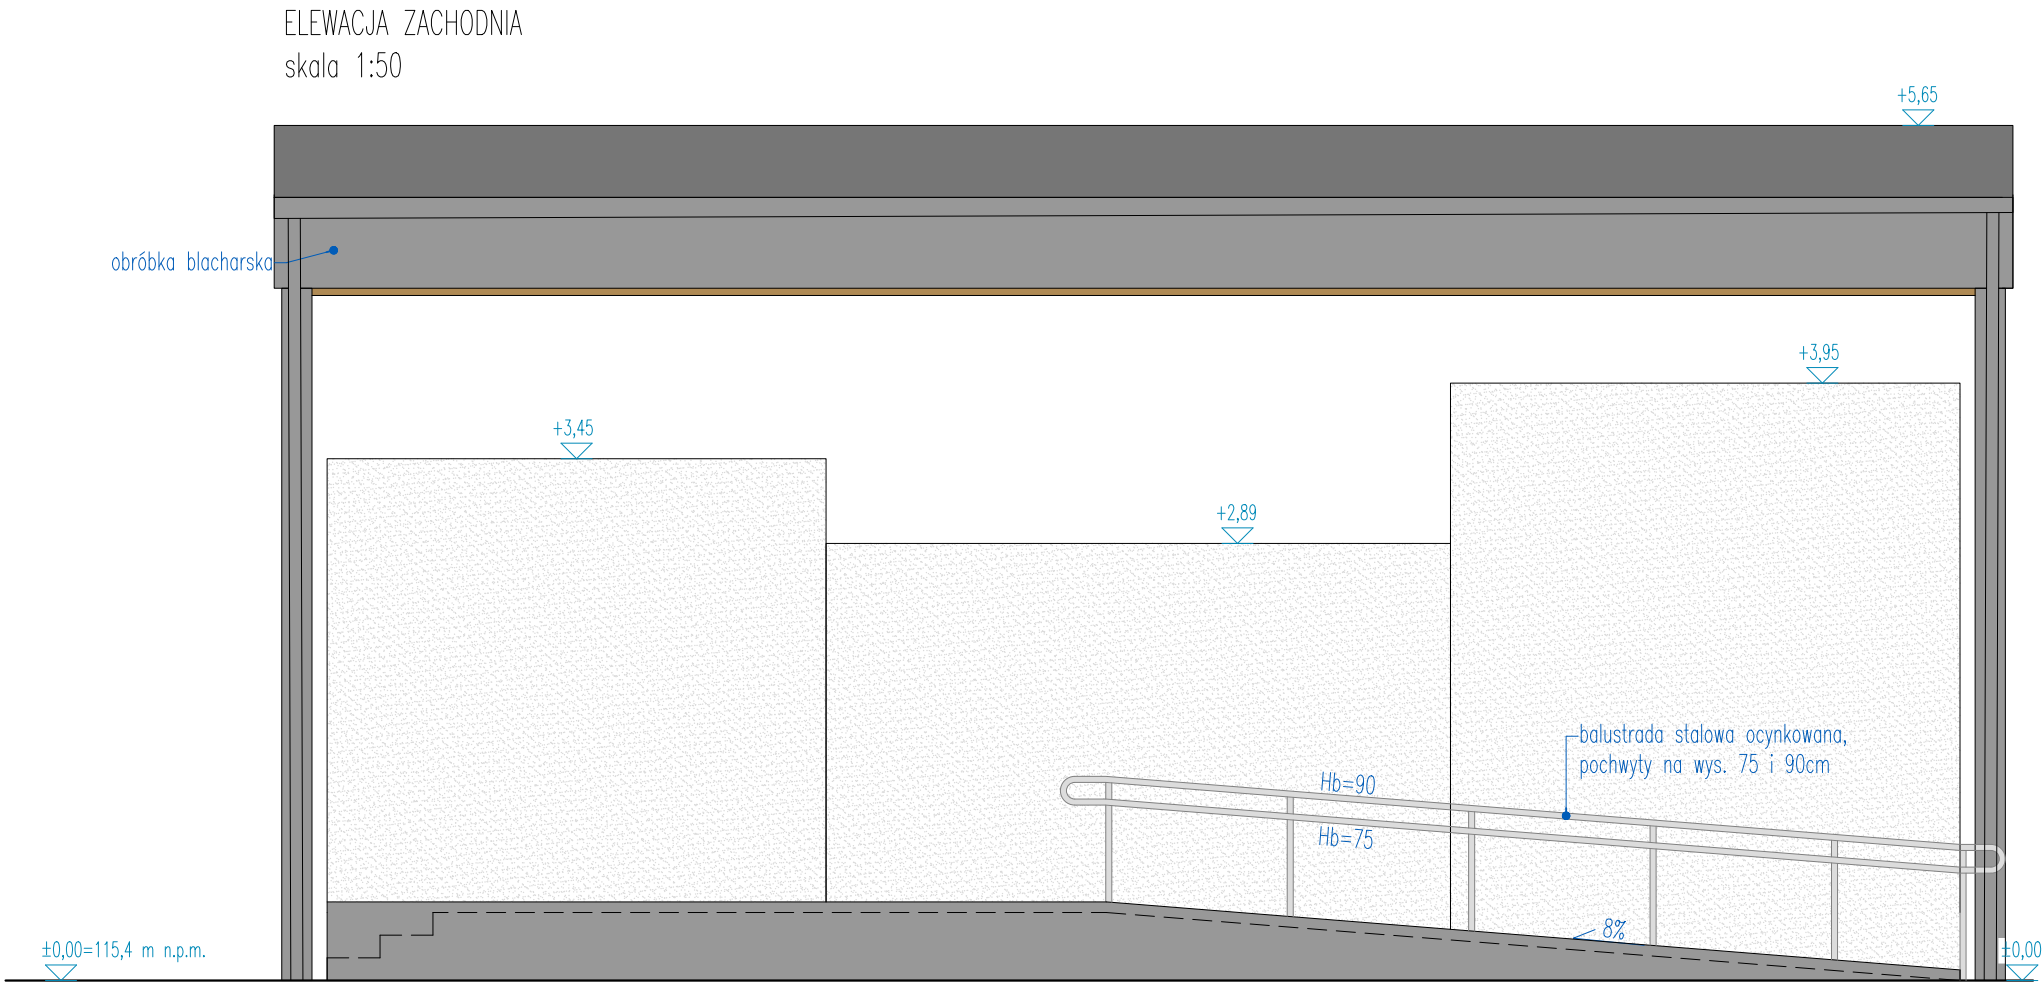 ELEWACJA ZACHODNIA
skala 1:50
+5,65
obróbka blacharska
+3,95
+3,45
+2,89
balustrada stalowa ocynkowana,
pochwyty na wys. 75 i 90cm
Hb=90
Hb=75
8%
±0,00=115,4 m n.p.m.
±0,00